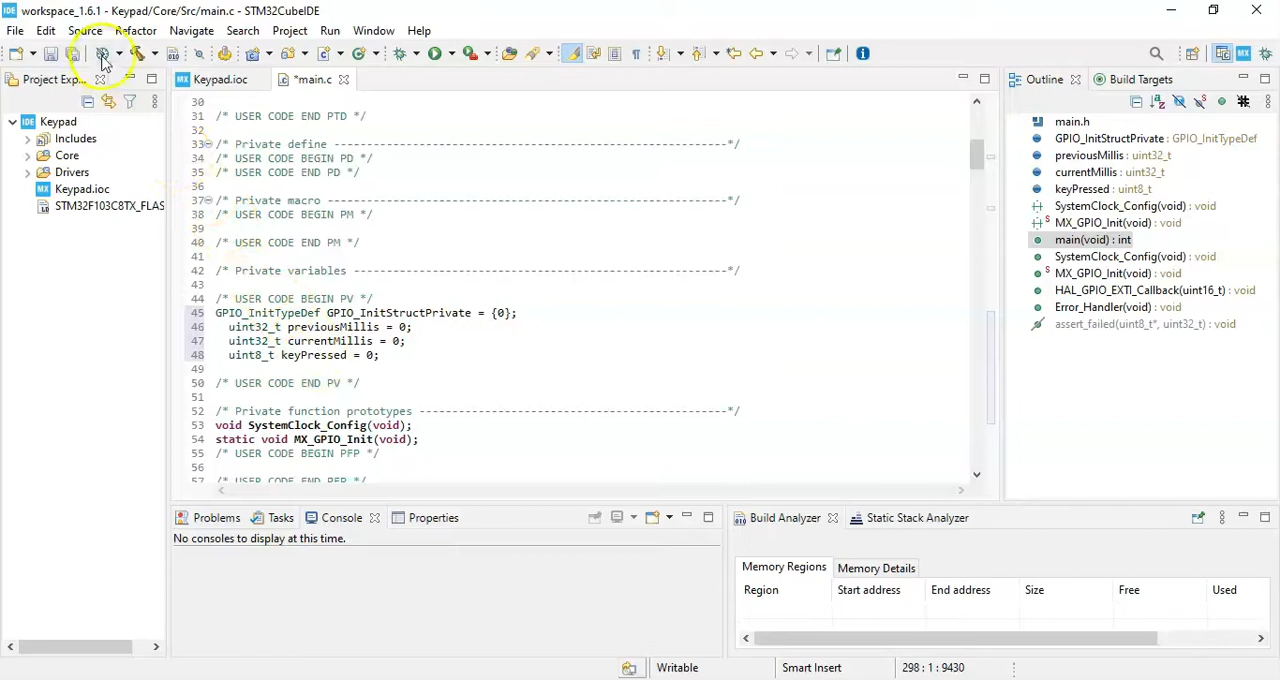 workspace_1.6.1 - Keypad/Core/Src/main.c - STM32CubeIDE
File Edit Source Refactor Navigate Search Project Run Window Help
Project Exp...
Keypad
Includes
Core
Drivers
Keypad.ioc
STM32F103C8TX_FLAS
Keypad.ioc *main.c
30
31 /* USER CODE END PTD */
32
33 /* Private define ------------------------------------------------------------*/
34 /* USER CODE BEGIN PD */
35 /* USER CODE END PD */
36
37 /* Private macro -------------------------------------------------------------*/
38 /* USER CODE BEGIN PM */
39
40 /* USER CODE END PM */
41
42 /* Private variables ---------------------------------------------------------*/
43
44 /* USER CODE BEGIN PV */
45 GPIO_InitTypeDef GPIO_InitStructPrivate = {0};
46 uint32_t previousMillis = 0;
47 uint32_t currentMillis = 0;
48 uint8_t keyPressed = 0;
49
50 /* USER CODE END PV */
51
52 /* Private function prototypes -----------------------------------------------*/
53 void SystemClock_Config(void);
54 static void MX_GPIO_Init(void);
55 /* USER CODE BEGIN PFP */
56
57 /* USER CODE END PFP */
Outline Build Targets
main.h
GPIO_InitStructPrivate : GPIO_InitTypeDef
previousMillis : uint32_t
currentMillis : uint32_t
keyPressed : uint8_t
SystemClock_Config(void) : void
MX_GPIO_Init(void) : void
main(void) : int
SystemClock_Config(void) : void
MX_GPIO_Init(void) : void
HAL_GPIO_EXTI_Callback(uint16_t) : void
Error_Handler(void) : void
assert_failed(uint8_t*, uint32_t) : void
Problems Tasks Console Properties
No consoles to display at this time.
Build Analyzer Static Stack Analyzer
Memory Regions Memory Details
Region Start address End address Size Free Used
Writable Smart Insert 298 : 1 : 9430